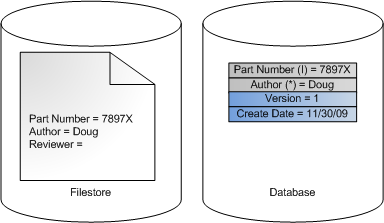 Part Number = 7897X
Author = Doug
Reviewer =
Filestore
Part Number (I) = 7897X
Author (*) = Doug
Version = 1
Create Date = 11/30/09
Database